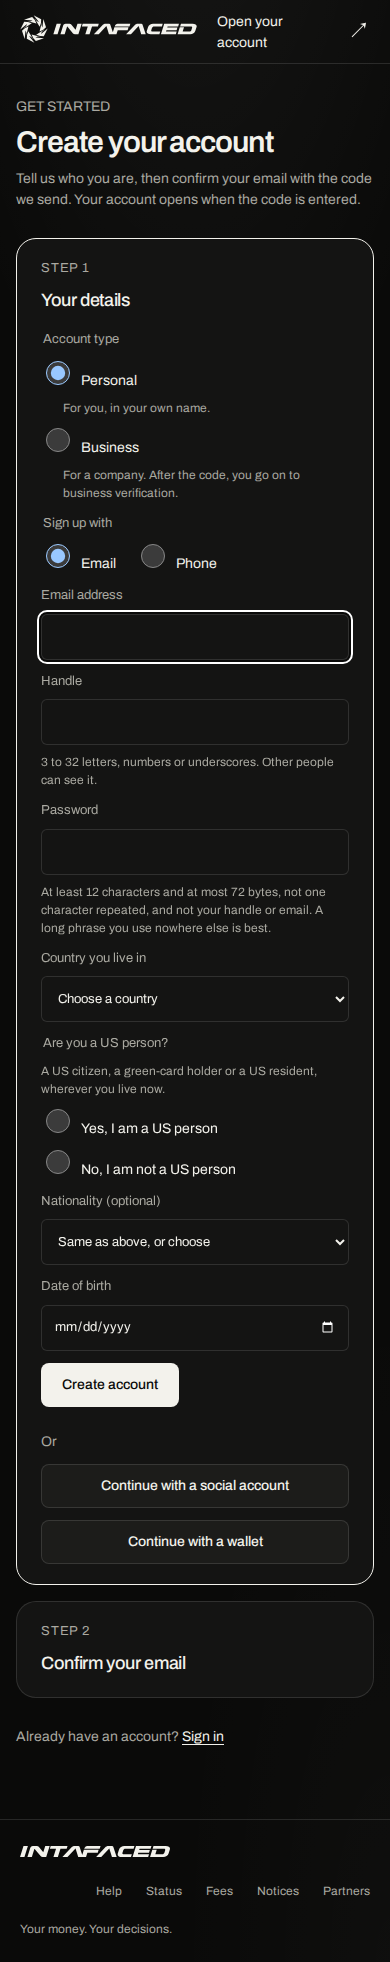 INTAFACED
Open your
account
GET STARTED
Create your account
Tell us who you are, then confirm your email with the code
we send. Your account opens when the code is entered.
STEP 1
Your details
Account type
Personal
For you, in your own name.
Business
For a company. After the code, you go on to
business verification.
Sign up with
Email Phone
Email address
Handle
3 to 32 letters, numbers or underscores. Other people
can see it.
Password
At least 12 characters and at most 72 bytes, not one
character repeated, and not your handle or email. A
long phrase you use nowhere else is best.
Country you live in
Choose a country
Are you a US person?
A US citizen, a green-card holder or a US resident,
wherever you live now.
Yes, I am a US person
No, I am not a US person
Nationality (optional)
Same as above, or choose
Date of birth
mm/dd/yyyy
Create account
Or
Continue with a social account
Continue with a wallet
STEP 2
Confirm your email
Already have an account? Sign in
INTAFACED
Help Status Fees Notices Partners
Your money. Your decisions.